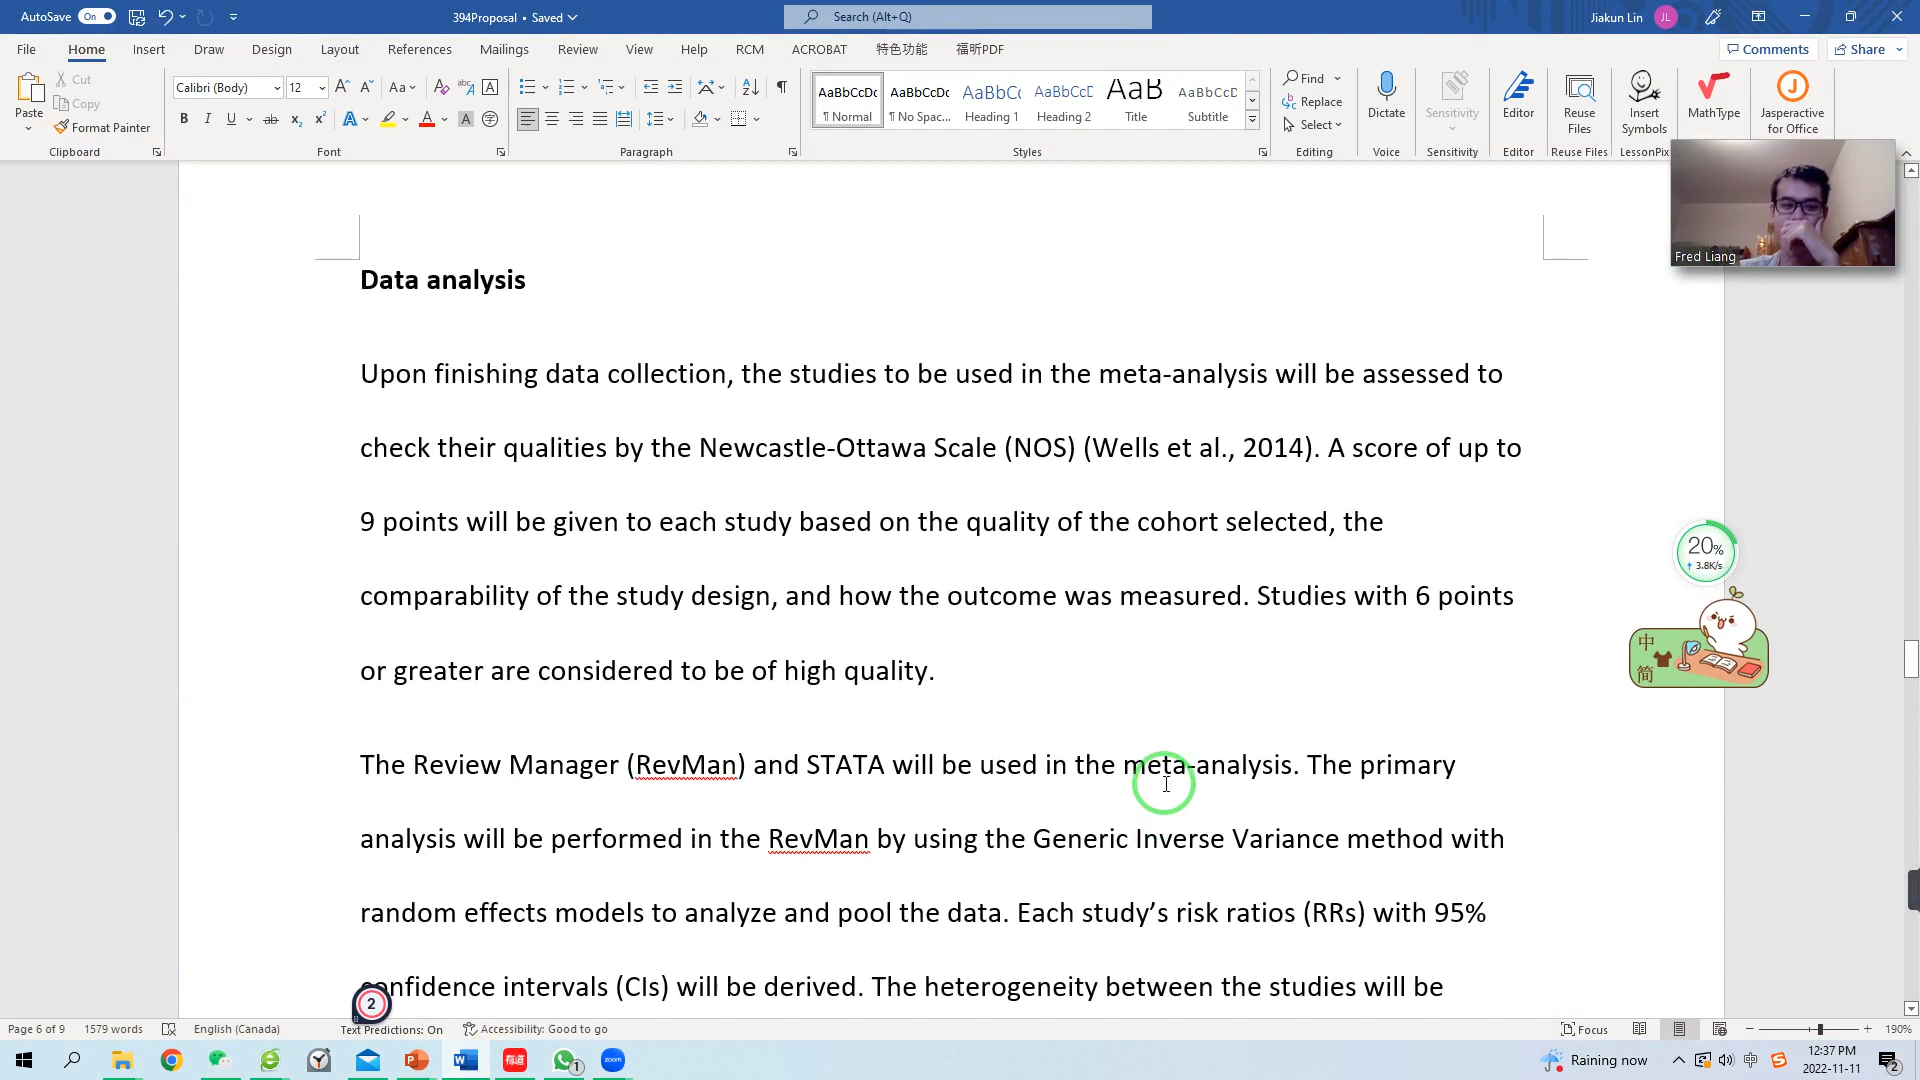 AutoSave On 394Proposal • Saved Search (Alt+Q) Jiakun Lin JL
File Home Insert Draw Design Layout References Mailings Review View Help RCM ACROBAT 特色功能 福昕PDF Comments Share
Paste Cut Copy Format Painter Clipboard
Calibri (Body) 12 Font
Paragraph
AaBbCcDc ¶ Normal AaBbCcDc ¶ No Spac... AaBbCc Heading 1 AaBbCcD Heading 2 AaB Title AaBbCcD Subtitle Styles
Find Replace Select Editing
Dictate Voice
Sensitivity Sensitivity
Editor Editor
Reuse Files Reuse Files
Insert Symbols LessonPix
MathType
Jasperactive for Office
Fred Liang
Data analysis
Upon finishing data collection, the studies to be used in the meta-analysis will be assessed to
check their qualities by the Newcastle-Ottawa Scale (NOS) (Wells et al., 2014). A score of up to
9 points will be given to each study based on the quality of the cohort selected, the
comparability of the study design, and how the outcome was measured. Studies with 6 points
or greater are considered to be of high quality.
The Review Manager (RevMan) and STATA will be used in the meta-analysis. The primary
analysis will be performed in the RevMan by using the Generic Inverse Variance method with
random effects models to analyze and pool the data. Each study’s risk ratios (RRs) with 95%
confidence intervals (CIs) will be derived. The heterogeneity between the studies will be
20%
3.8K/s
中
简
2
Page 6 of 9 1579 words English (Canada) Text Predictions: On Accessibility: Good to go Focus 190%
Raining now 中 12:37 PM
2022-11-11 2